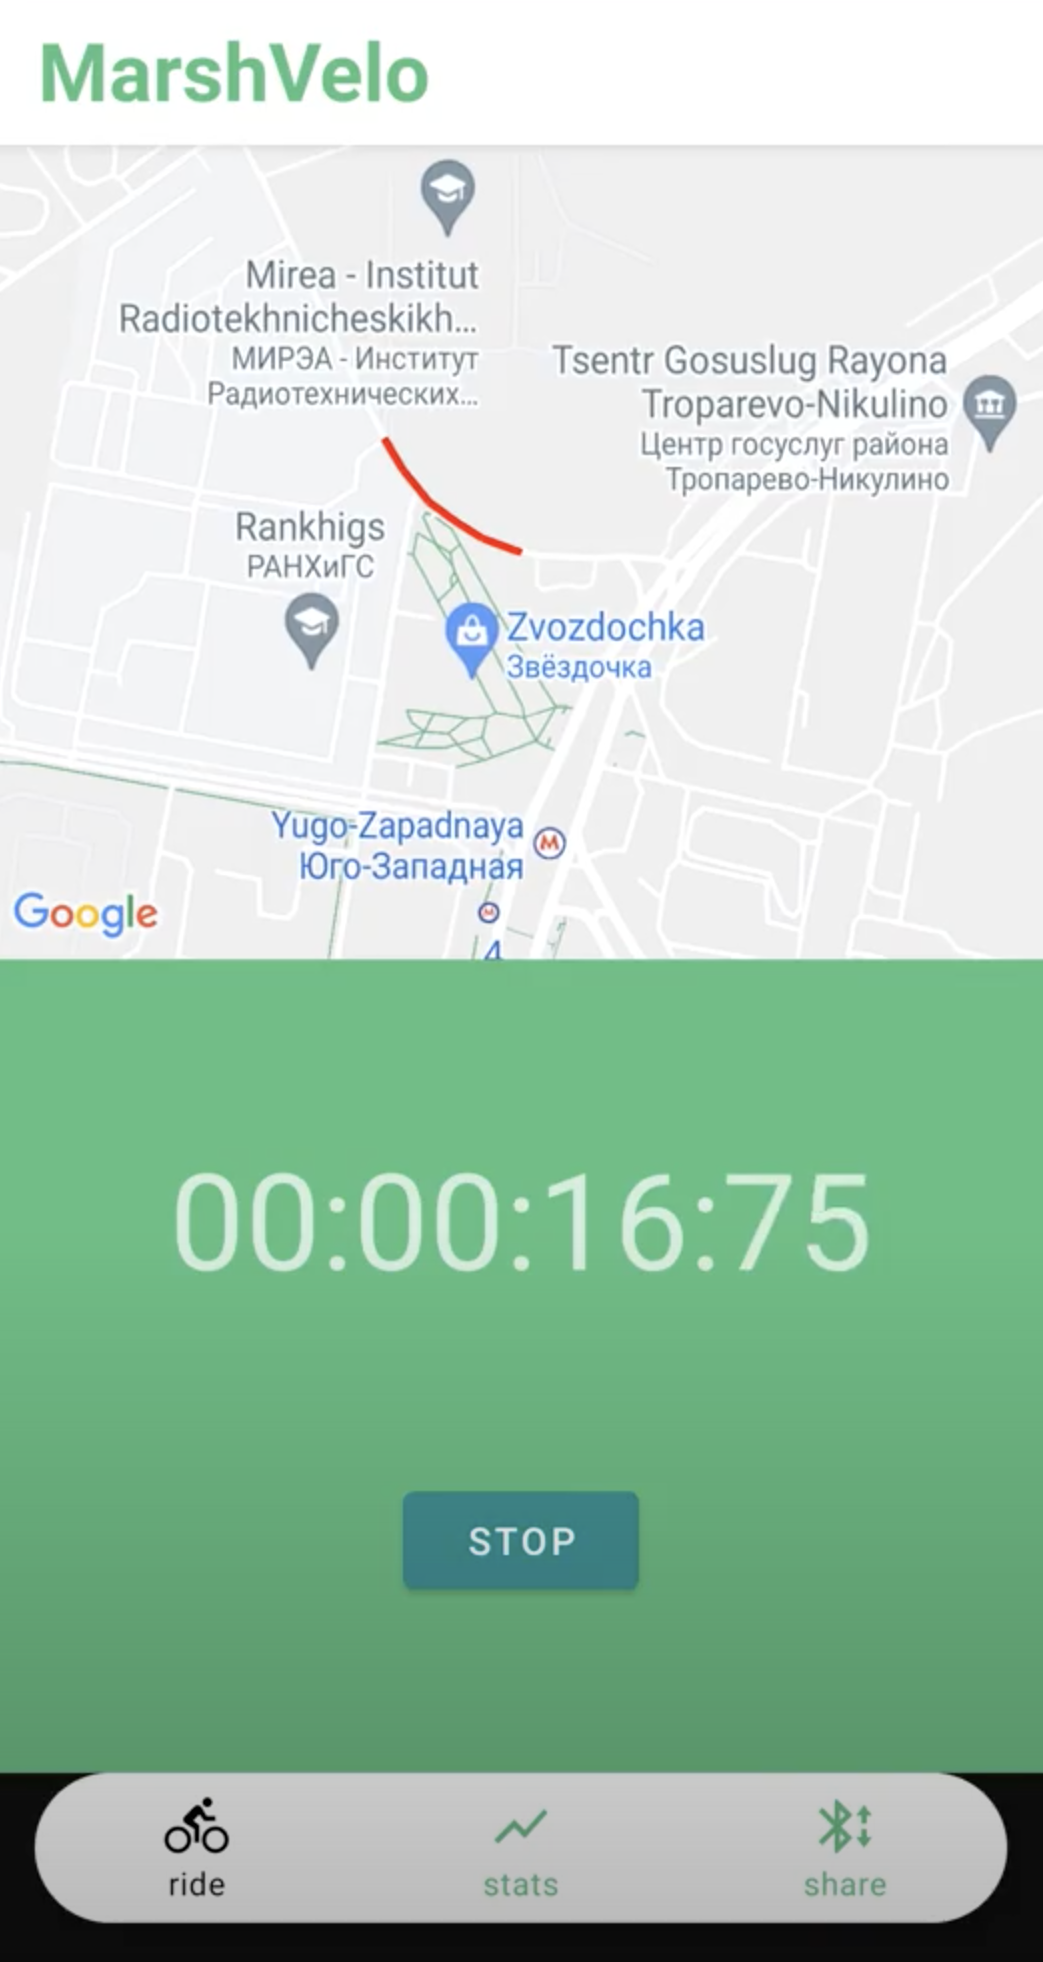 MarshVelo
Mirea - Institut
Radiotekhnicheskikh...
МИРЭА - Институт
Радиотехнических...
Tsentr Gosuslug Rayona
Troparevo-Nikulino
Центр госуслуг района
Тропарево-Никулино
Rankhigs
РАНХиГС
Zvozdochka
Звёздочка
Yugo-Zapadnaya
Юго-Западная
M
M
4
Google
00:00:16:75
STOP
ride
stats
share